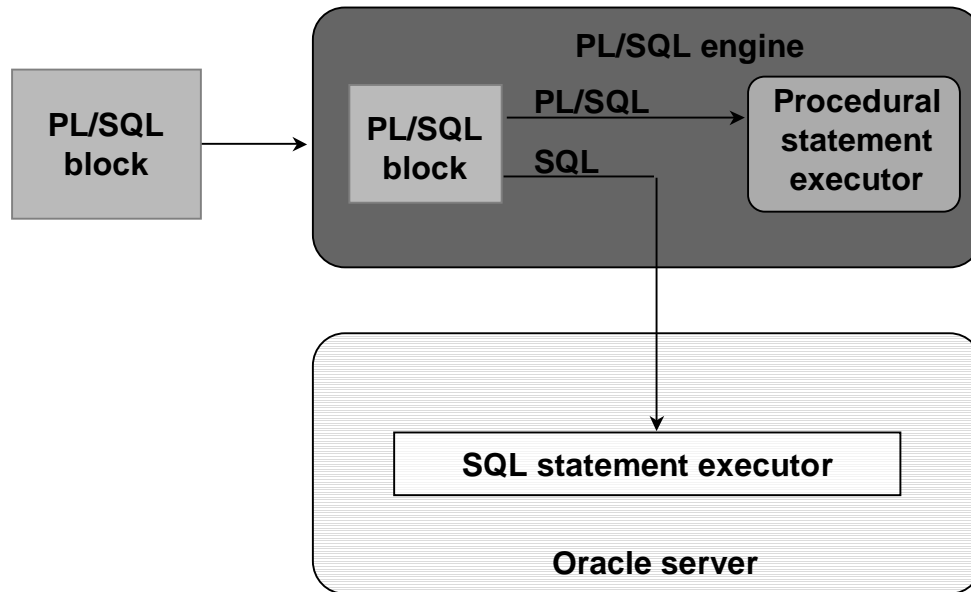 PL/SQL engine
PL/SQL
block
PL/SQL
block
PL/SQL
SQL
Procedural
statement
executor
SQL statement executor
Oracle server